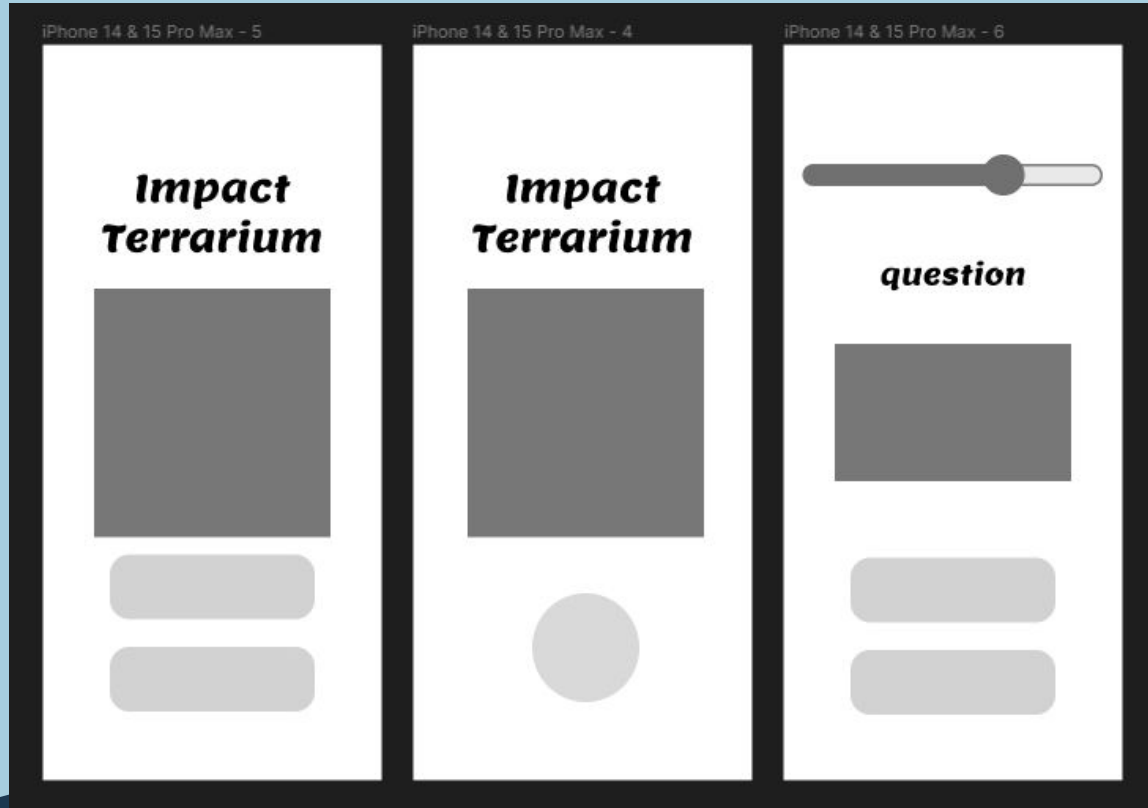 iPhone 14 & 15 Pro Max - 5
Impact
Terrarium
iPhone 14 & 15 Pro Max - 4
Impact
Terrarium
iPhone 14 & 15 Pro Max - 6
question